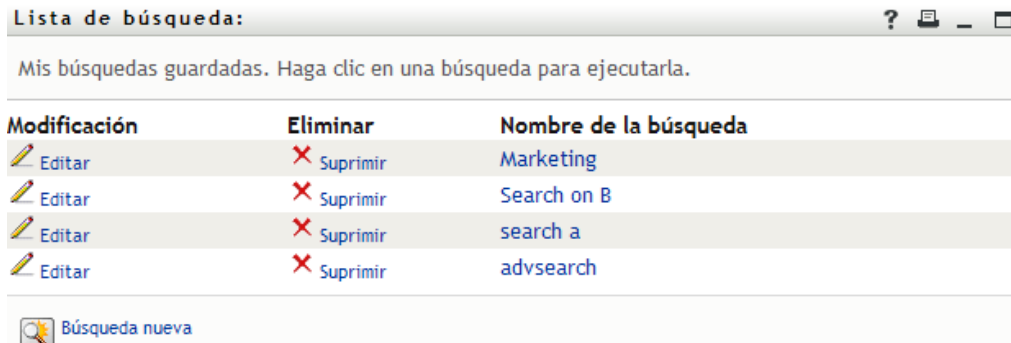 Lista de búsqueda:
Mis búsquedas guardadas. Haga clic en una búsqueda para ejecutarla.
Modificación Eliminar Nombre de la búsqueda
Editar Suprimir Marketing
Editar Suprimir Search on B
Editar Suprimir search a
Editar Suprimir advsearch
Búsqueda nueva